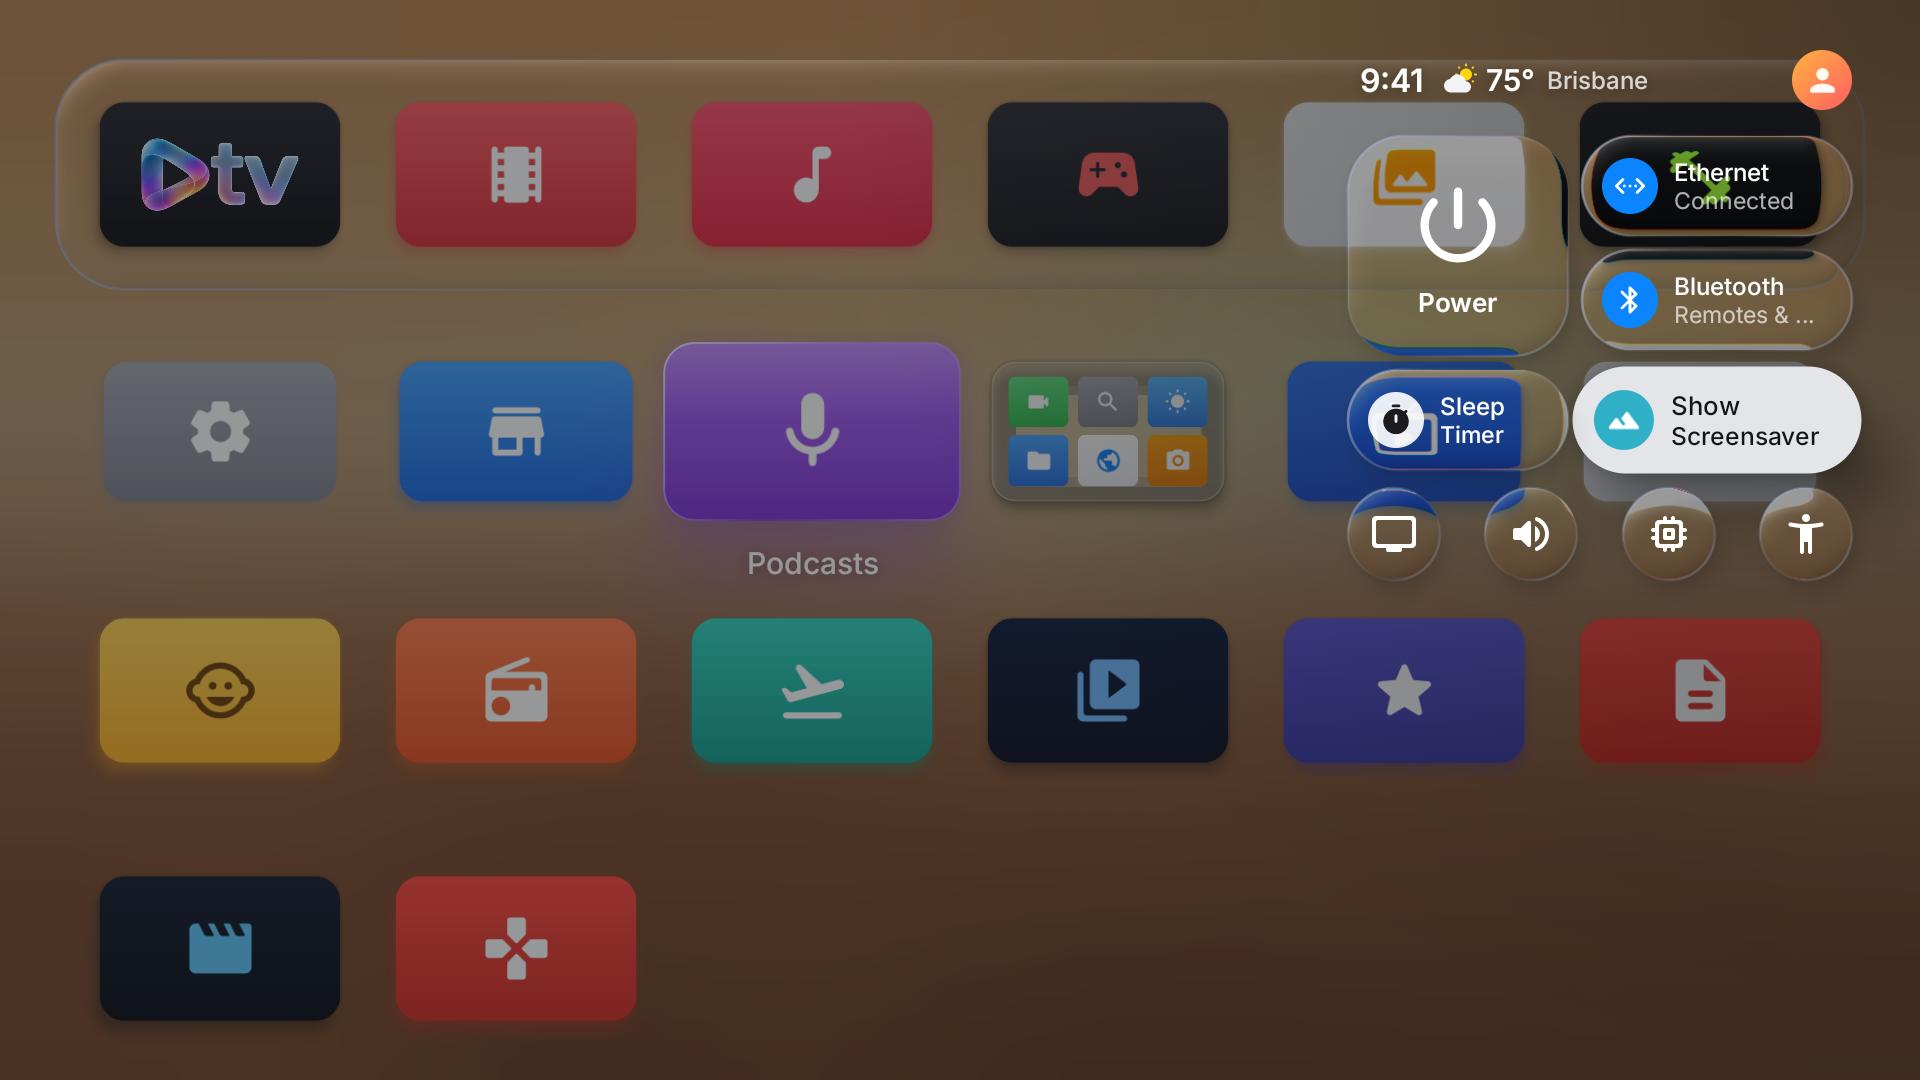 9:41 75° Brisbane
tv
Power
Ethernet
Connected
Bluetooth
Remotes & ...
Sleep
Timer
Show
Screensaver
Podcasts